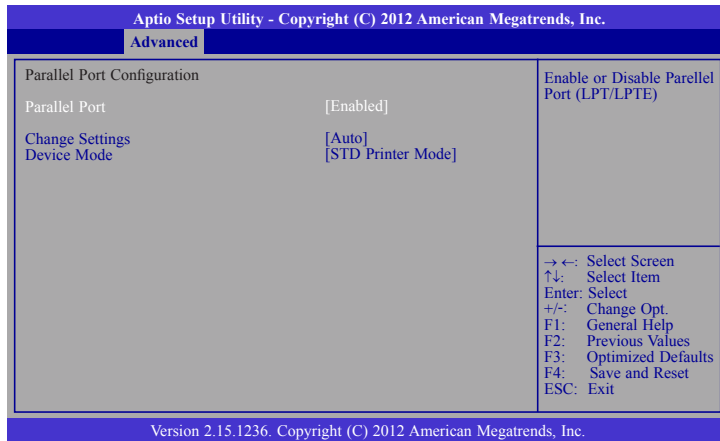 Aptio Setup Utility - Copyright (C) 2012 American Megatrends, Inc.
Advanced
Parallel Port Configuration
Parallel Port [Enabled]
Change Settings [Auto]
Device Mode [STD Printer Mode]
Enable or Disable Parellel
Port (LPT/LPTE)
→ ←: Select Screen
↑↓: Select Item
Enter: Select
+/-: Change Opt.
F1: General Help
F2: Previous Values
F3: Optimized Defaults
F4: Save and Reset
ESC: Exit
Version 2.15.1236. Copyright (C) 2012 American Megatrends, Inc.